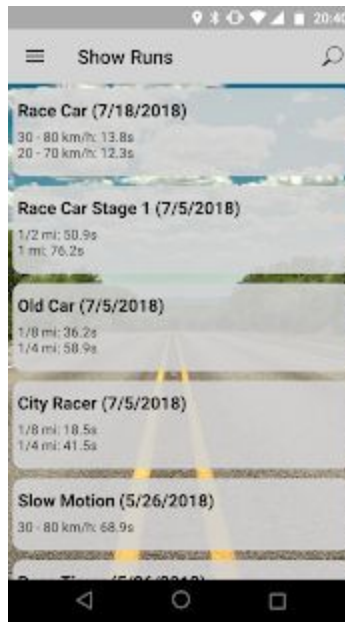 20:40
Show Runs
Race Car (7/18/2018)
30 - 80 km/h: 13.8s
20 - 70 km/h: 12.3s
Race Car Stage 1 (7/5/2018)
1/2 mi: 50.9s
1 mi: 76.2s
Old Car (7/5/2018)
1/8 mi: 36.2s
1/4 mi: 58.9s
City Racer (7/5/2018)
1/8 mi: 18.5s
1/4 mi: 41.5s
Slow Motion (5/26/2018)
30 - 80 km/h: 68.9s